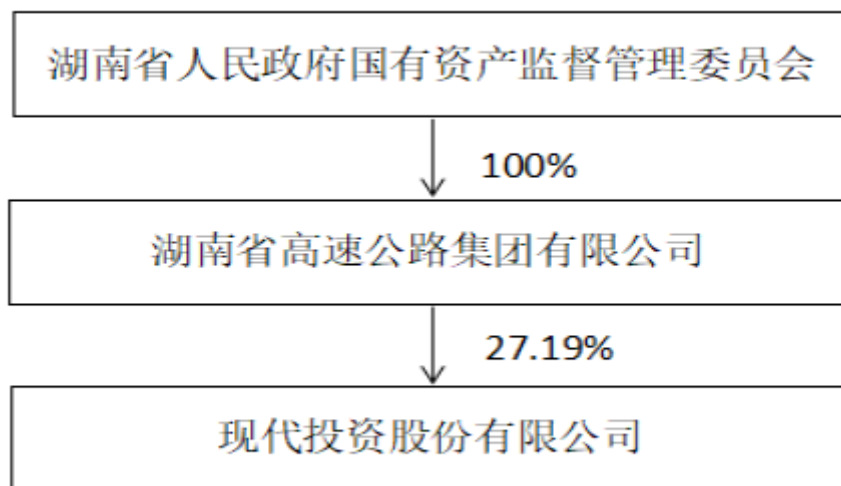 湖南省人民政府国有资产监督管理委员会
100%
湖南省高速公路集团有限公司
27.19%
现代投资股份有限公司